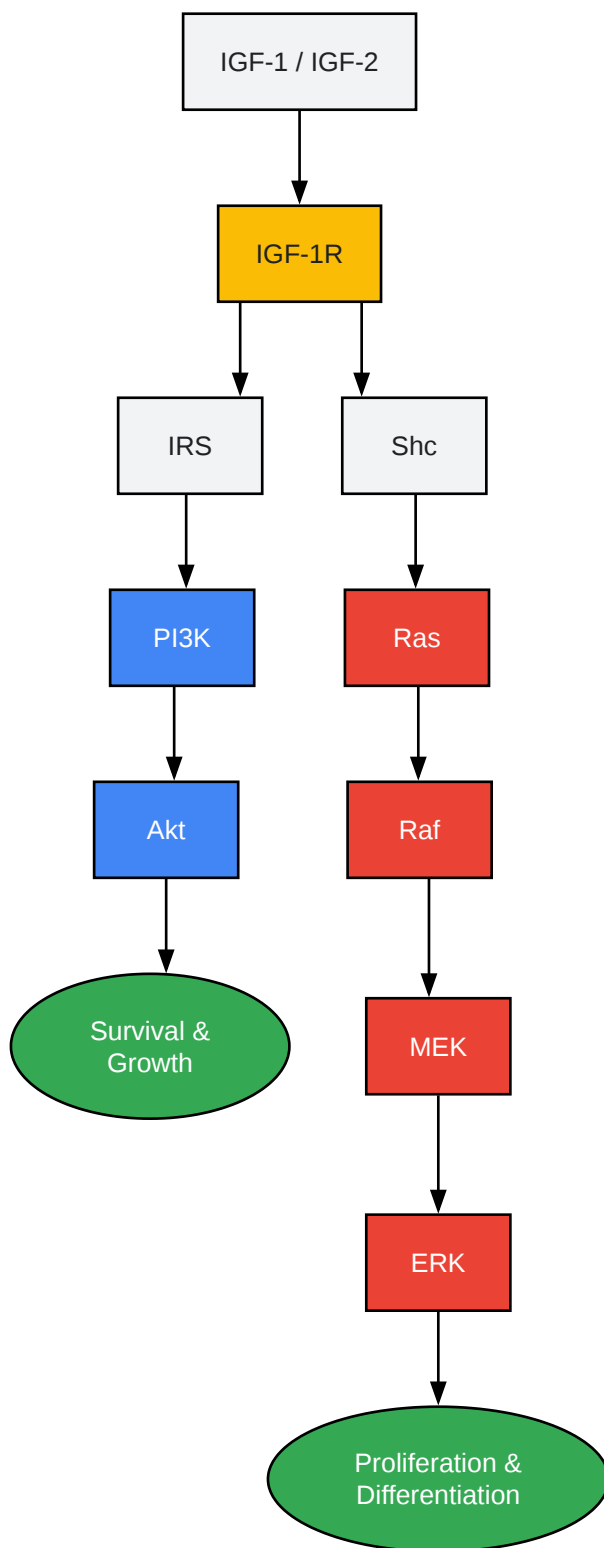 IGF-1 / IGF-2
IGF-1R
IRS
Shc
PI3K
Ras
Akt
Raf
Survival &
Growth
MEK
ERK
Proliferation &
Differentiation